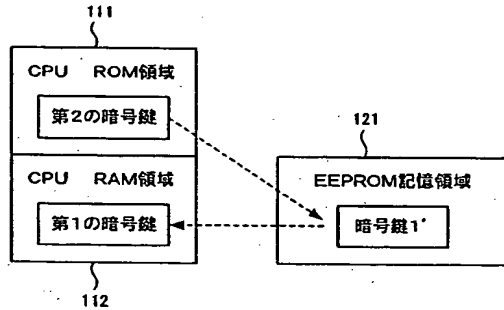 111
CPU ROM領域
第2の暗号鍵
CPU RAM領域
第1の暗号鍵
112
121
EEPROM記憶領域
暗号鍵1'